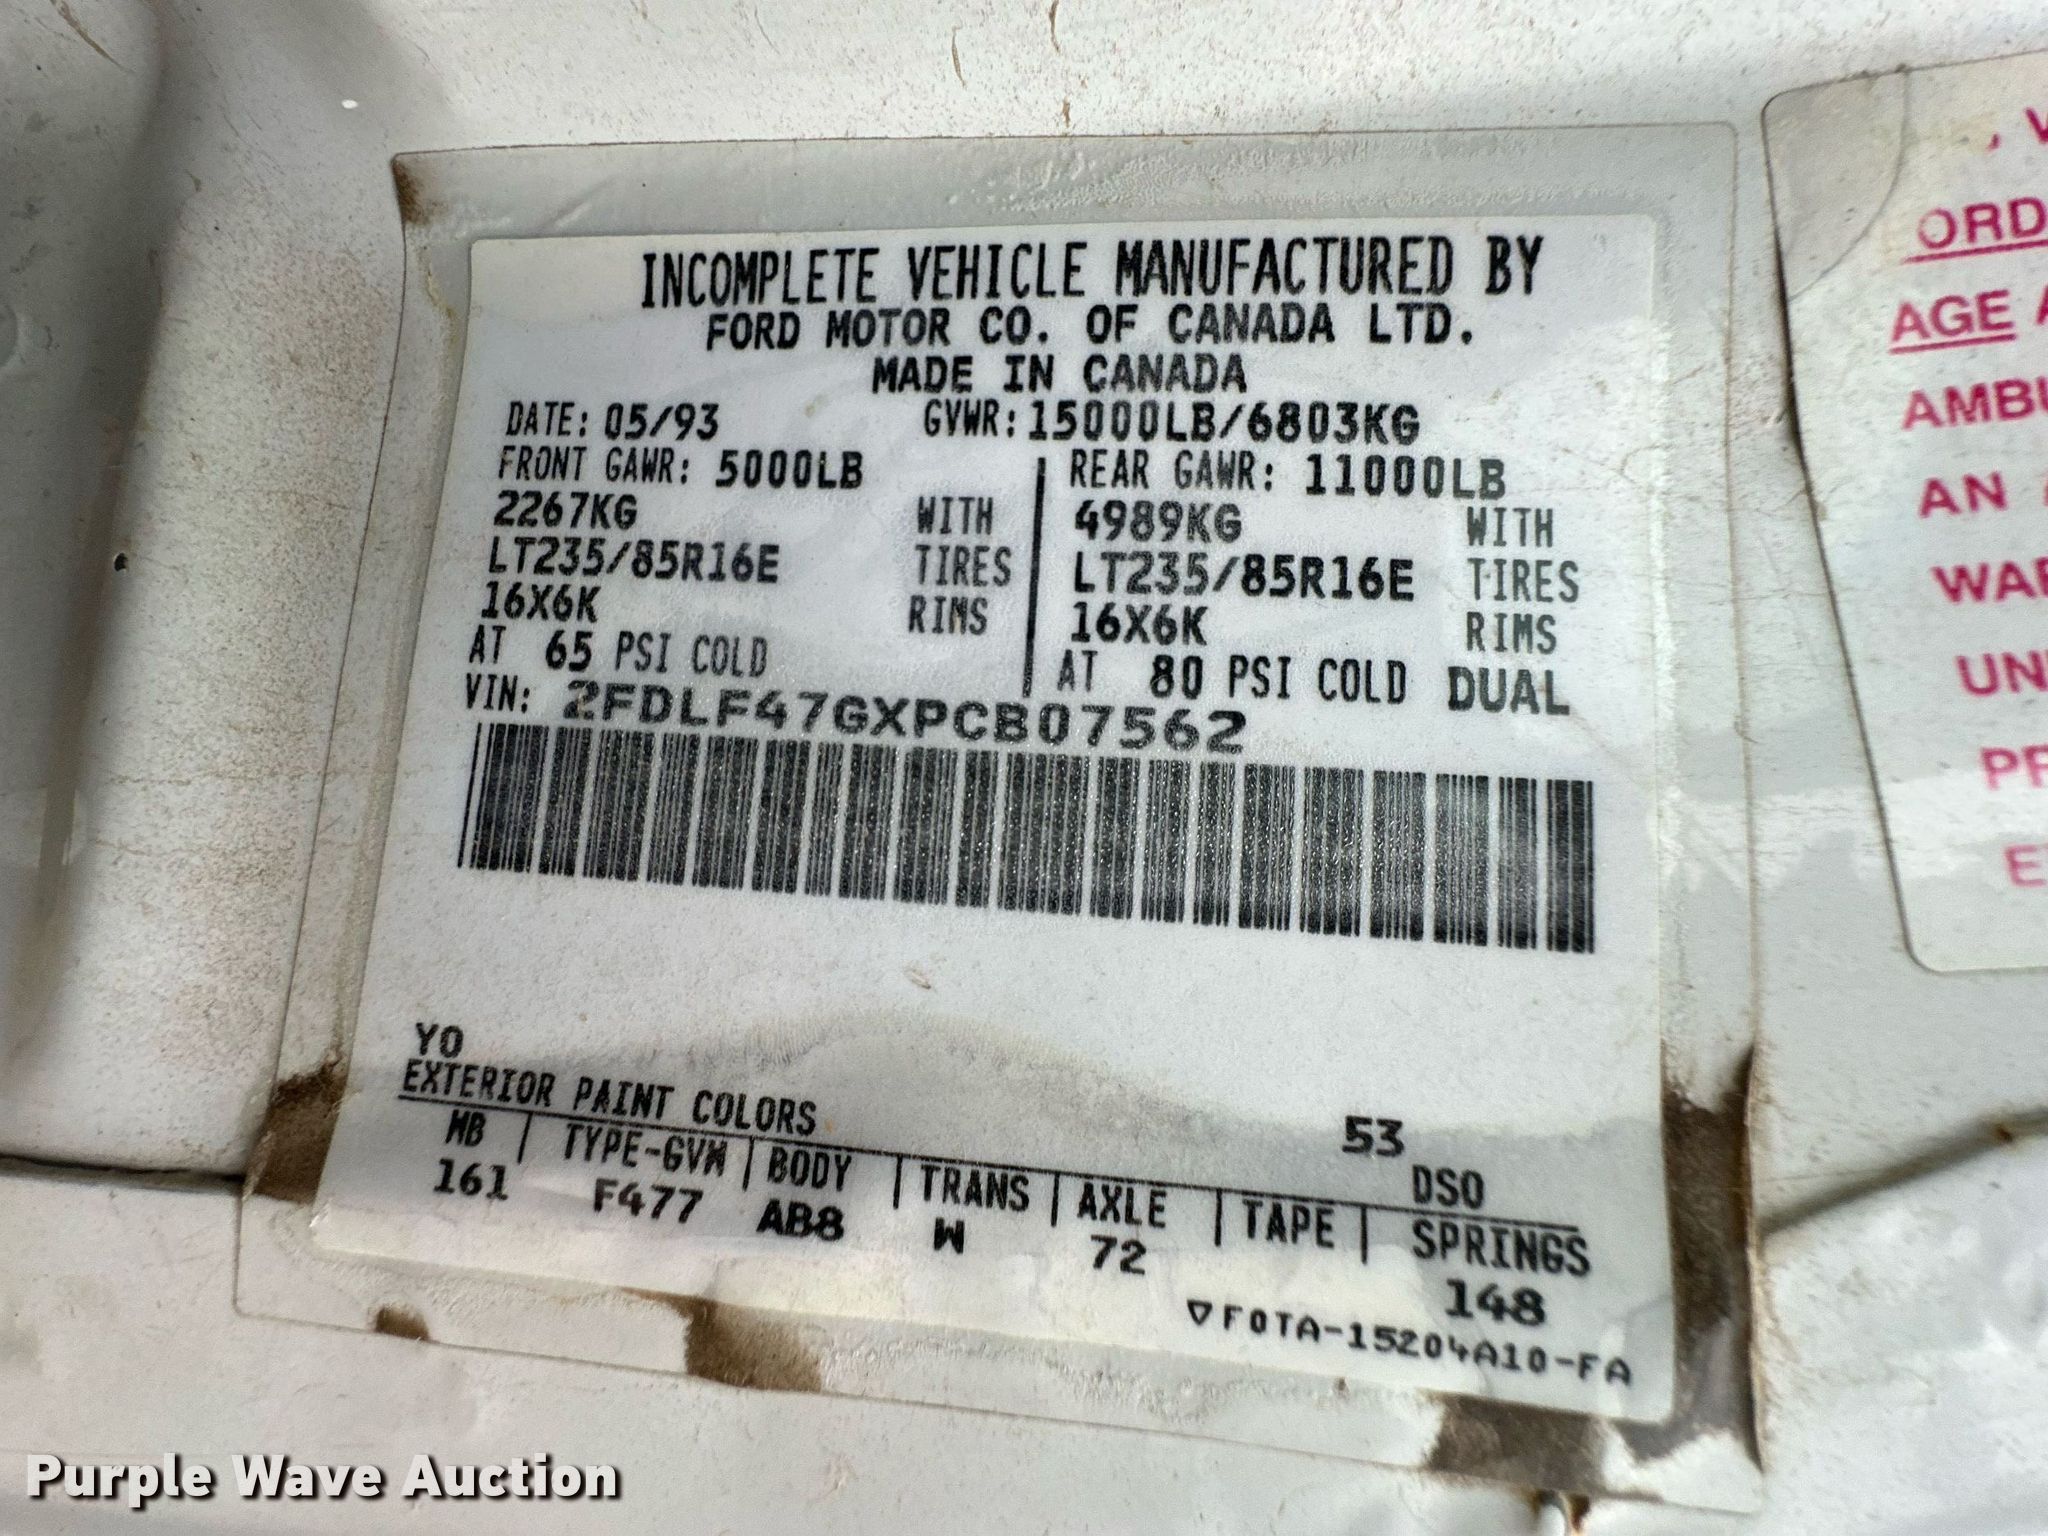 INCOMPLETE VEHICLE MANUFACTURED BY
FORD MOTOR CO. OF CANADA LTD.
MADE IN CANADA
DATE: 05/93 GVWR: 15000LB/6803KG
FRONT GAWR: 5000LB REAR GAWR: 11000LB
2267KG WITH 4989KG WITH
LT235/85R16E TIRES LT235/85R16E TIRES
16X6K RIMS 16X6K RIMS
AT 65 PSI COLD AT 80 PSI COLD DUAL
VIN: 2FDLF47GXPCB07562
YO
EXTERIOR PAINT COLORS 53 DSO
WB TYPE-GVW BODY TRANS AXLE TAPE SPRINGS
161 F477 AB8 W 72 148
▽F0TA-15204A10-FA
ORD
AGE A
AMBU
AN
WAR
UN
PR
E
Purple Wave Auction